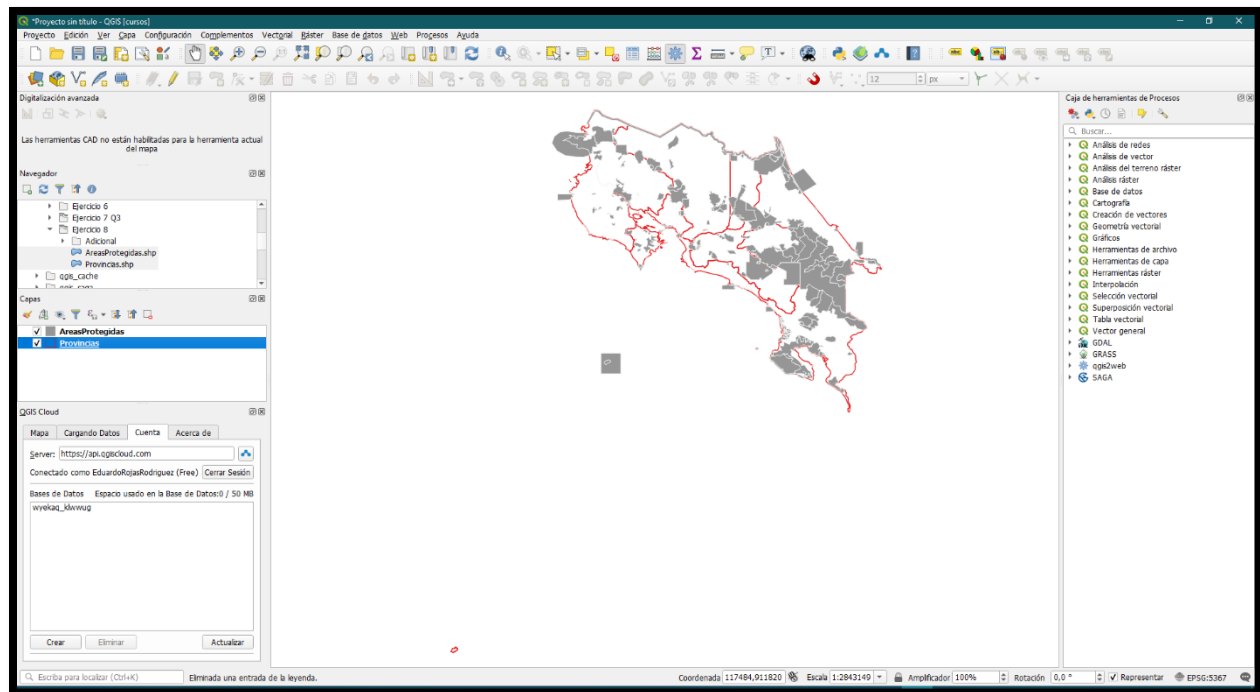 *Proyecto sin título - QGIS [cursos]
Proyecto Edición Ver Capa Configuración Complementos Vectorial Ráster Base de datos Web Procesos Ayuda
12 px
Digitalización avanzada
Las herramientas CAD no están habilitadas para la herramienta actual
del mapa
Navegador
Ejercicio 6
Ejercicio 7 Q3
Ejercicio 8
Adicional
AreasProtegidas.shp
Provincias.shp
qgis_cache
Capas
AreasProtegidas
Provincias
QGIS Cloud
Mapa Cargando Datos Cuenta Acerca de
Server: https://api.qgiscloud.com
Conectado como EduardoRojasRodriguez (Free) Cerrar Sesión
Bases de Datos Espacio usado en la Base de Datos:0 / 50 MB
wyekaq_klwwug
Crear Eliminar Actualizar
Caja de herramientas de Procesos
Buscar...
Análisis de redes
Análisis de vector
Análisis del terreno ráster
Análisis ráster
Base de datos
Cartografía
Creación de vectores
Geometría vectorial
Gráficos
Herramientas de archivo
Herramientas de capa
Herramientas ráster
Interpolación
Selección vectorial
Superposición vectorial
Tabla vectorial
Vector general
GDAL
GRASS
qgis2web
SAGA
Escriba para localizar (Ctrl+K) Eliminada una entrada de la leyenda. Coordenada 117484,911820 Escala 1:2843149 Amplificador 100% Rotación 0,0 ° Representar EPSG:5367